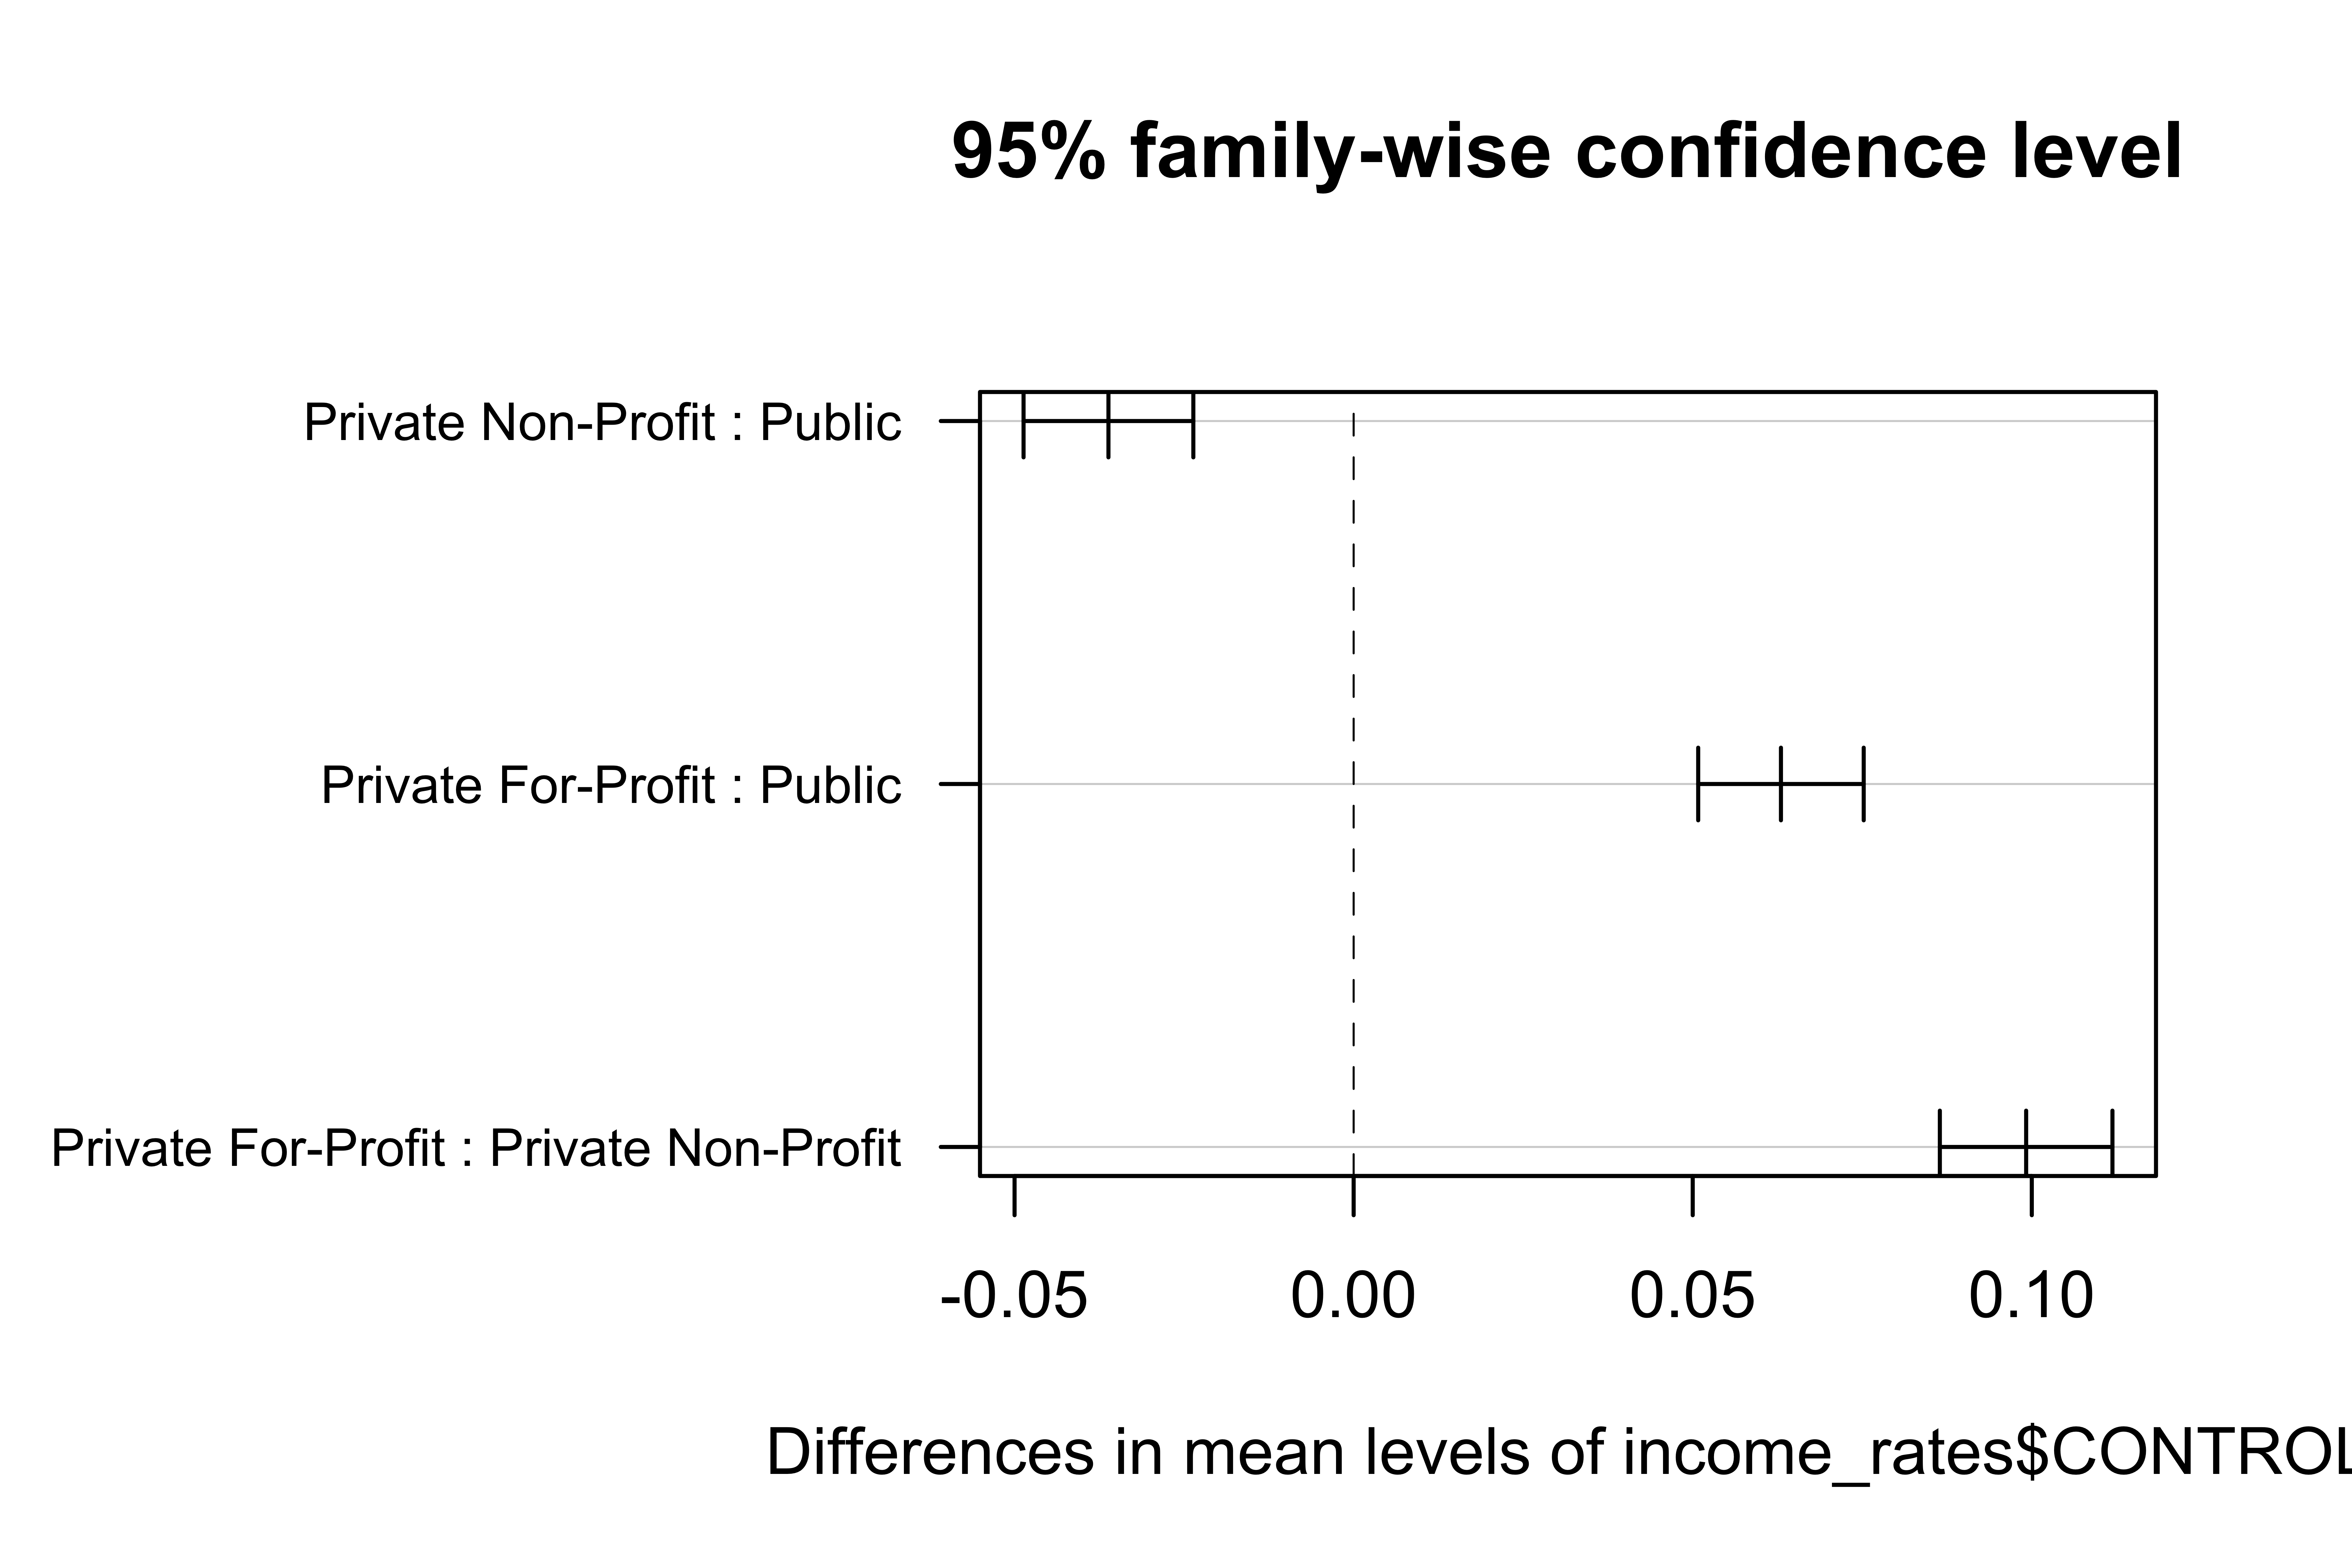 95% family-wise confidence level
Private Non-Profit : Public
Private For-Profit : Public
Private For-Profit : Private Non-Profit
-0.05 0.00 0.05 0.10
Differences in mean levels of income_rates$CONTROL